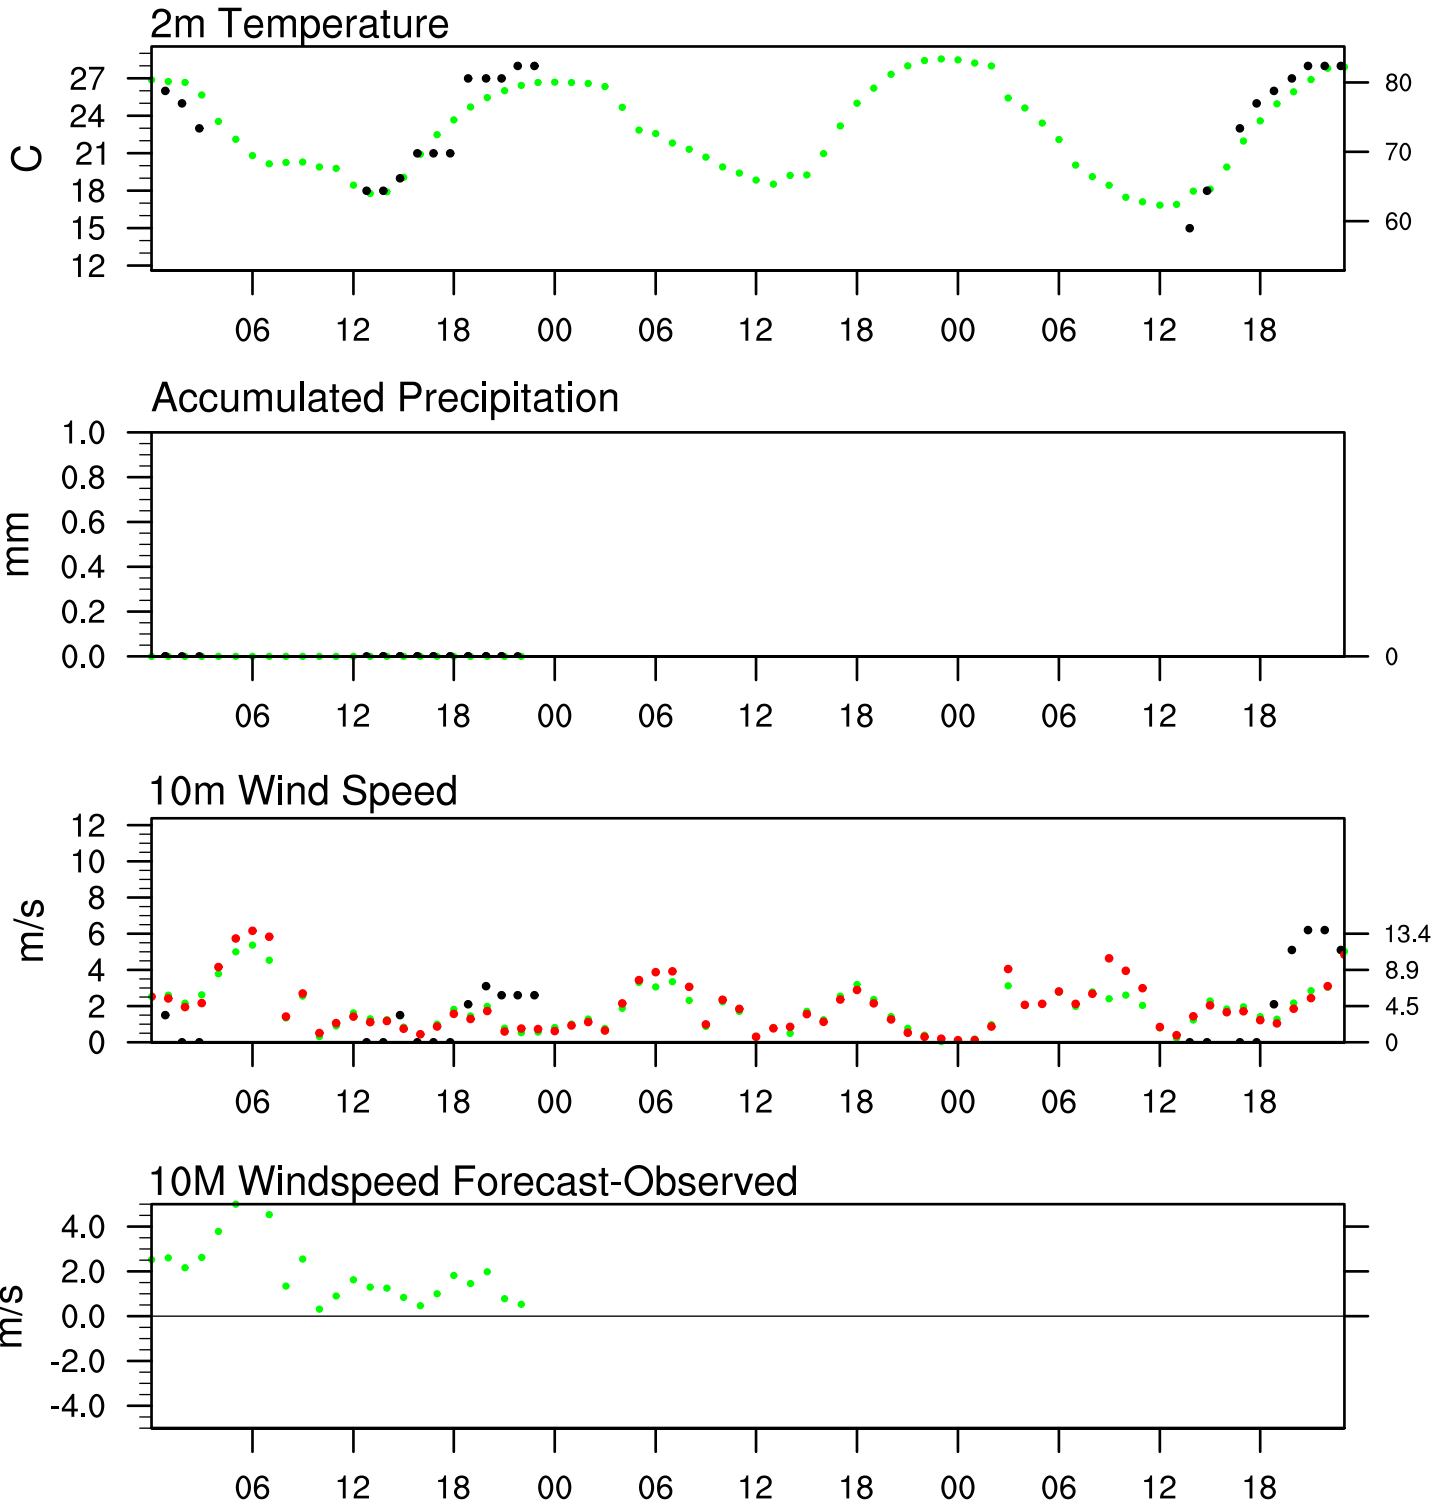 2m Temperature
C
27
24
21
18
15
12
80
70
60
06 12 18 00 06 12 18 00 06 12 18
Accumulated Precipitation
mm
1.0
0.8
0.6
0.4
0.2
0.0
0
06 12 18 00 06 12 18 00 06 12 18
10m Wind Speed
m/s
12
10
8
6
4
2
0
13.4
8.9
4.5
0
06 12 18 00 06 12 18 00 06 12 18
10M Windspeed Forecast-Observed
m/s
4.0
2.0
0.0
-2.0
-4.0
06 12 18 00 06 12 18 00 06 12 18